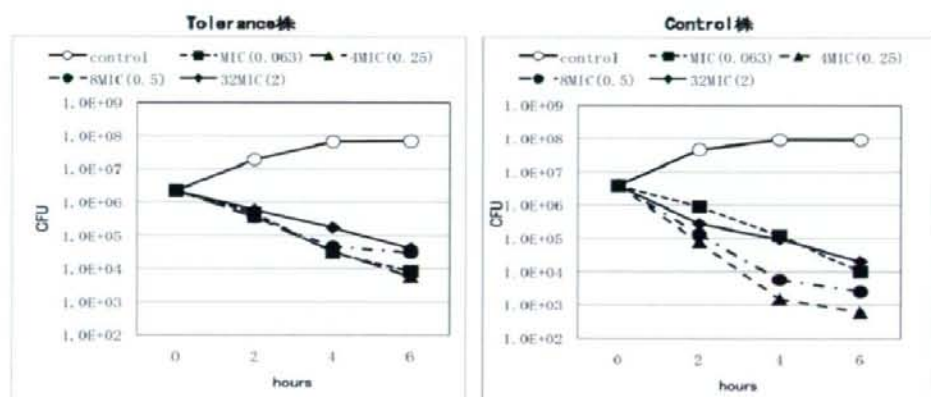 Tolerance株
control MIC(0.063) 4MIC(0.25)
8MIC(0.5) 32MIC(2)
1.0E+09
1.0E+08
1.0E+07
1.0E+06
1.0E+05
1.0E+04
1.0E+03
1.0E+02
CFU
0 2 4 6
hours
Control株
control MIC(0.063) 4MIC(0.25)
8MIC(0.5) 32MIC(2)
1.0E+09
1.0E+08
1.0E+07
1.0E+06
1.0E+05
1.0E+04
1.0E+03
1.0E+02
CFU
0 2 4 6
hours